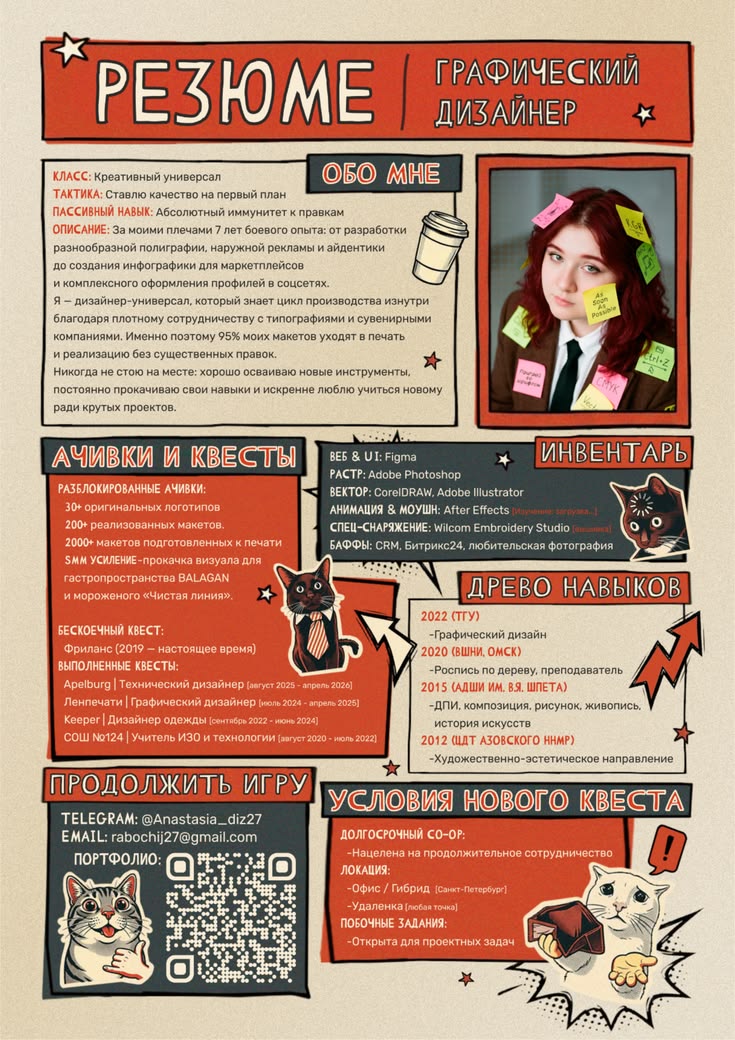 РЕЗЮМЕ
ГРАФИЧЕСКИЙ
ДИЗАЙНЕР
ОБО МНЕ
КЛАСС: Креативный универсал
ТАКТИКА: Ставлю качество на первый план
ПАССИВНЫЙ НАВЫК: Абсолютный иммунитет к правкам
ОПИСАНИЕ: За моими плечами 7 лет боевого опыта: от разработки
разнообразной полиграфии, наружной рекламы и айдентики
до создания инфографики для маркетплейсов
и комплексного оформления профилей в соцсетях.
Я – дизайнер-универсал, который знает цикл производства изнутри
благодаря плотному сотрудничеству с типографиями и сувенирными
компаниями. Именно поэтому 95% моих макетов уходят в печать
и реализацию без существенных правок.
Никогда не стою на месте: хорошо осваиваю новые инструменты,
постоянно прокачиваю свои навыки и искренне люблю учиться новому
ради крутых проектов.
As
Soon
As
Possible
Ctrl+Z
CMYK
АЧИВКИ И КВЕСТЫ
РАЗБЛОКИРОВАННЫЕ АЧИВКИ:
30+ оригинальных логотипов
200+ реализованных макетов.
2000+ макетов подготовленных к печати
SMM УСИЛЕНИЕ-прокачка визуала для
гастропространства BALAGAN
и мороженого «Чистая линия».
БЕСКОЕЧНЫЙ КВЕСТ:
Фриланс (2019 – настоящее время)
ВЫПОЛНЕННЫЕ КВЕСТЫ:
Apelburg | Технический дизайнер [август 2025 - апрель 2026]
Ленпечати | Графический дизайнер [июль 2024 - апрель 2025]
Keeper | Дизайнер одежды [сентябрь 2022 - июнь 2024]
СОШ №124 | Учитель ИЗО и технологии [август 2020 - июль 2022]
ИНВЕНТАРЬ
ВЕБ & UI: Figma
РАСТР: Adobe Photoshop
ВЕКТОР: CorelDRAW, Adobe Illustrator
АНИМАЦИЯ & МОУШН: After Effects [Изучение: загрузка...]
СПЕЦ-СНАРЯЖЕНИЕ: Wilcom Embroidery Studio [вышивка]
БАФФЫ: CRM, Битрикс24, любительская фотография
ДРЕВО НАВЫКОВ
2022 (ТГУ)
-Графический дизайн
2020 (ВШНИ, ОМСК)
-Роспись по дереву, преподаватель
2015 (АДШИ ИМ. В.Я. ШПЕТА)
-ДПИ, композиция, рисунок, живопись,
история искусств
2012 (ЦДТ АЗОВСКОГО ННМР)
-Художественно-эстетическое направление
ПРОДОЛЖИТЬ ИГРУ
TELEGRAM: @Anastasia_diz27
EMAIL: rabochij27@gmail.com
ПОРТФОЛИО:
УСЛОВИЯ НОВОГО КВЕСТА
ДОЛГОСРОЧНЫЙ CO-OP:
-Нацелена на продолжительное сотрудничество
ЛОКАЦИЯ:
-Офис / Гибрид [Санкт-Петербург]
-Удаленка [любая точка]
ПОБОЧНЫЕ ЗАДАНИЯ:
-Открыта для проектных задач
!